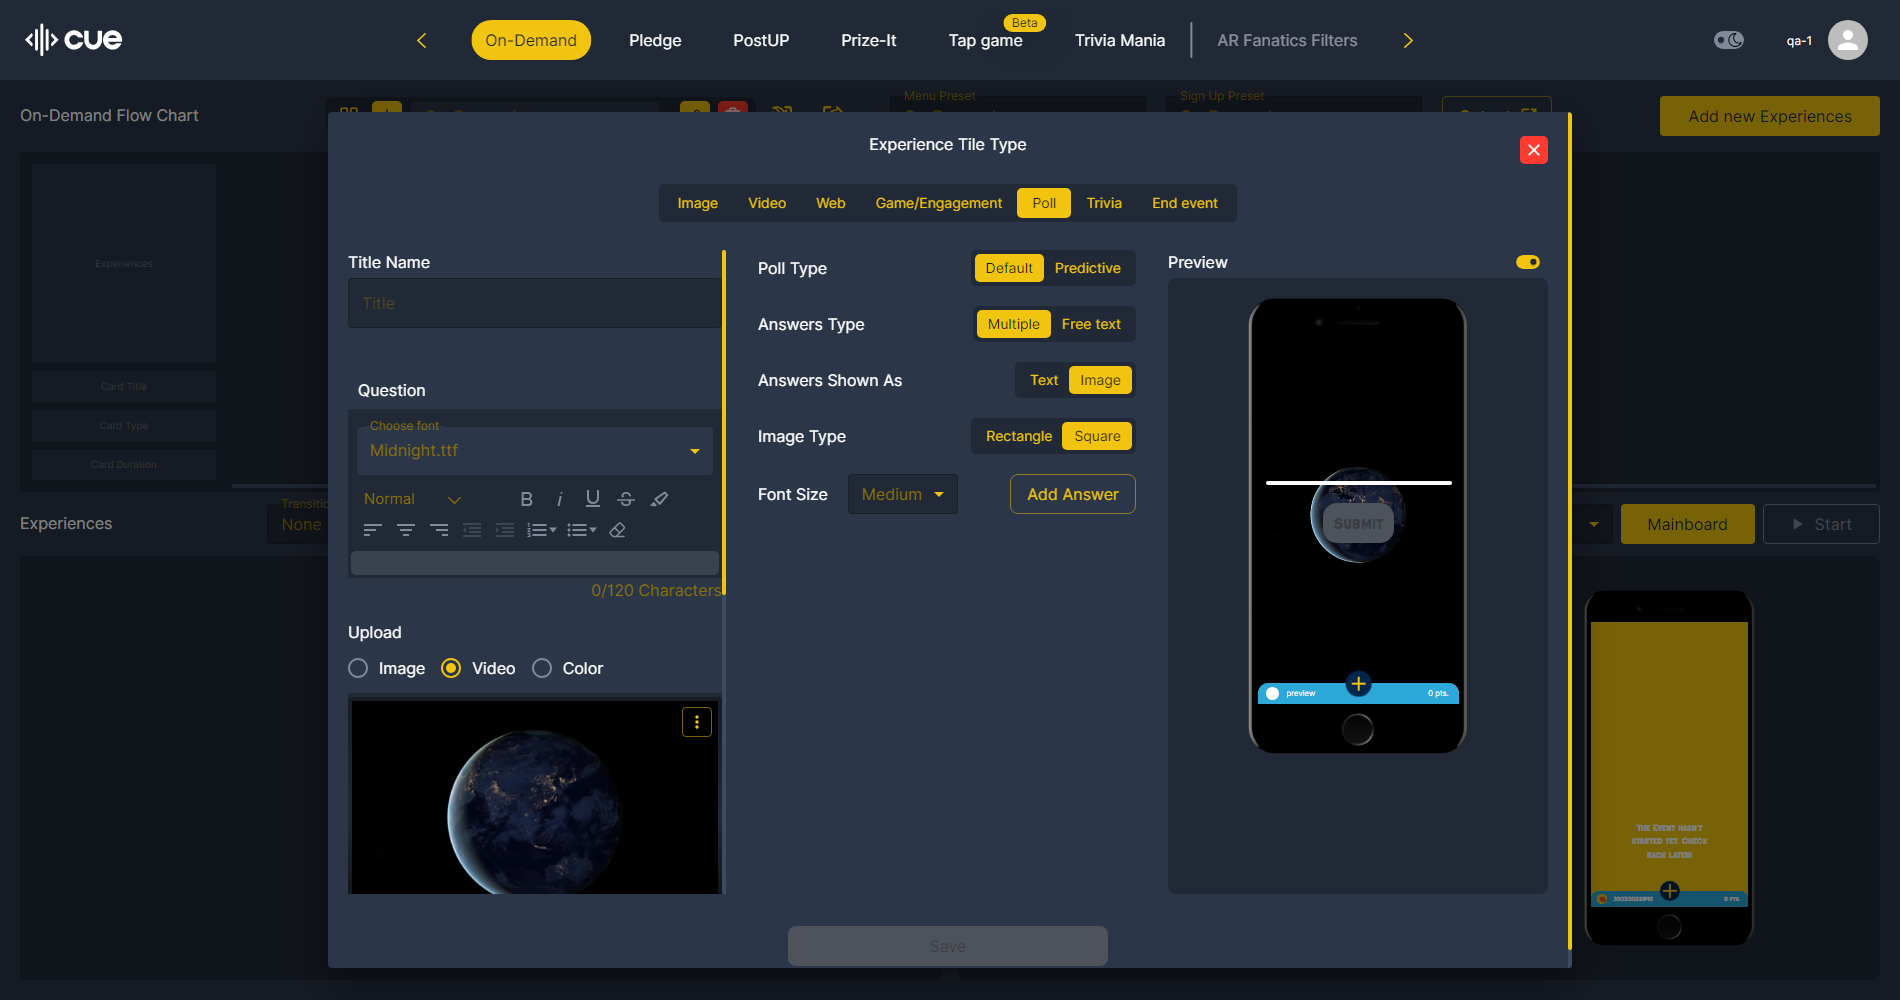 cue
On-Demand
Pledge
PostUP
Prize-It
Beta
Tap game
Trivia Mania
AR Fanatics Filters
qa-1
On-Demand Flow Chart
Menu Preset
Sign Up Preset
Add new Experiences
Experience Tile Type
Image
Video
Web
Game/Engagement
Poll
Trivia
End event
Experiences
Card Title
Card Type
Card Duration
Title Name
Title
Question
Choose font
Midnight.ttf
Normal
0/120 Characters
Upload
Image
Video
Color
Poll Type
Default
Predictive
Answers Type
Multiple
Free text
Answers Shown As
Text
Image
Image Type
Rectangle
Square
Font Size
Medium
Add Answer
Preview
SUBMIT
preview
0 pts.
Save
Experiences
None
Mainboard
Start
The Event hasn't
started yet. Check
back later!
0 pts.